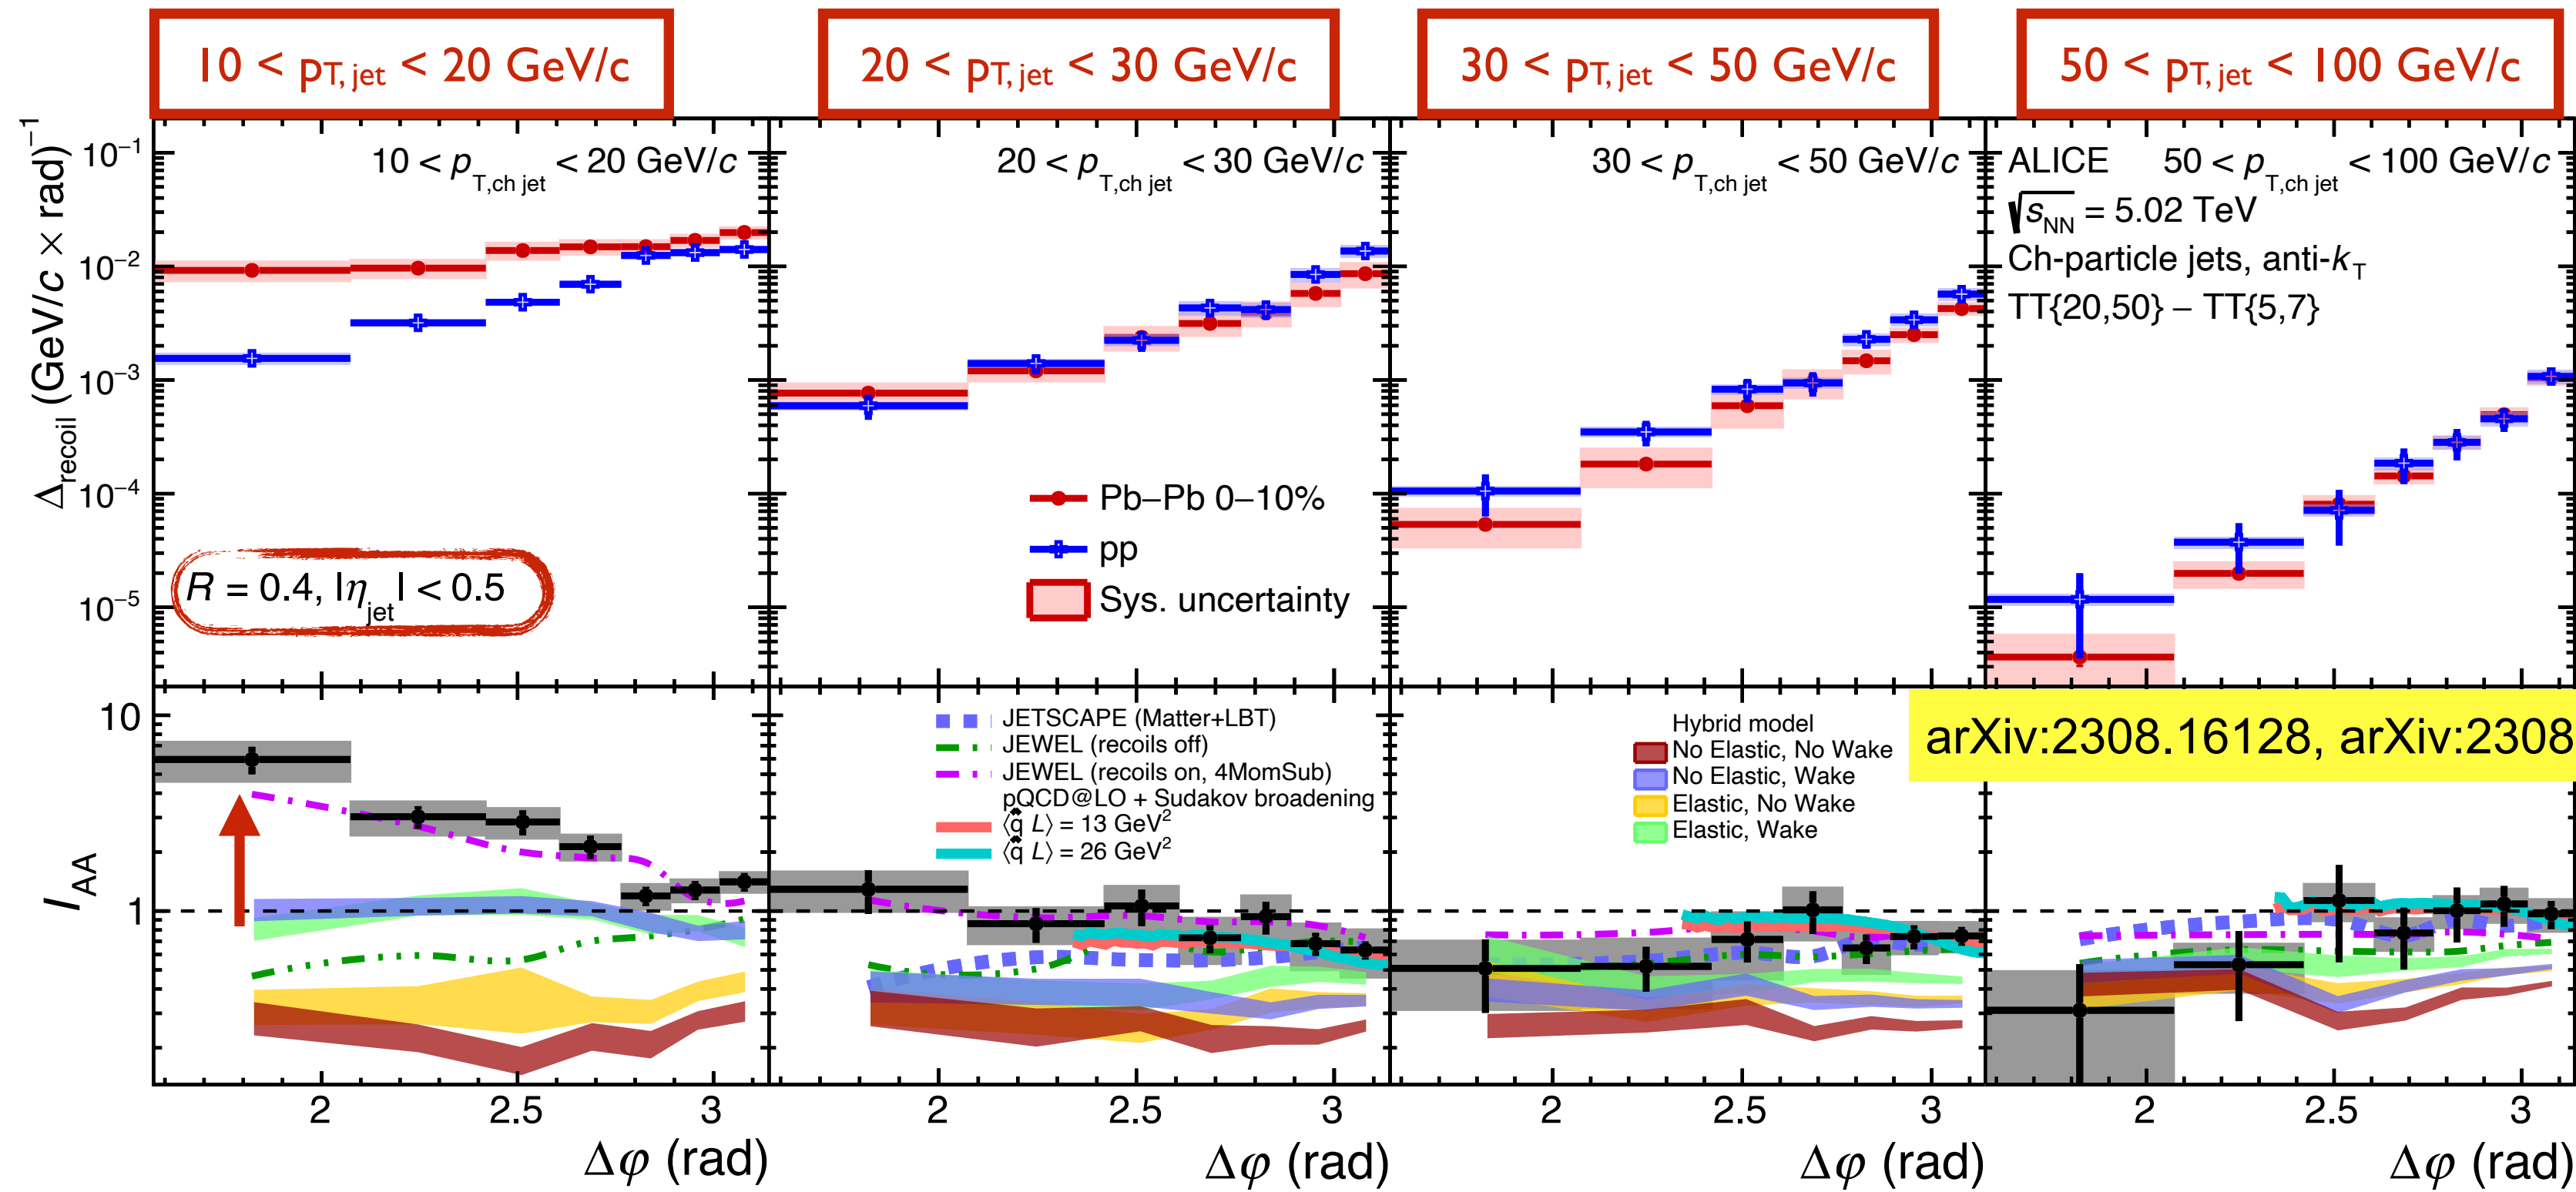 10 < pT, jet < 20 GeV/c
20 < pT, jet < 30 GeV/c
30 < pT, jet < 50 GeV/c
50 < pT, jet < 100 GeV/c
Δrecoil (GeV/c × rad)⁻¹
10⁻¹
10⁻²
10⁻³
10⁻⁴
10⁻⁵
10 < pT,ch jet < 20 GeV/c
R = 0.4, |ηjet| < 0.5
20 < pT,ch jet < 30 GeV/c
Pb–Pb 0–10%
pp
Sys. uncertainty
30 < pT,ch jet < 50 GeV/c
ALICE 50 < pT,ch jet < 100 GeV/c
√sNN = 5.02 TeV
Ch-particle jets, anti-kT
TT{20,50} – TT{5,7}
IAA
10
1
JETSCAPE (Matter+LBT)
JEWEL (recoils off)
JEWEL (recoils on, 4MomSub)
pQCD@LO + Sudakov broadening
⟨q̂ L⟩ = 13 GeV²
⟨q̂ L⟩ = 26 GeV²
Hybrid model
No Elastic, No Wake
No Elastic, Wake
Elastic, No Wake
Elastic, Wake
arXiv:2308.16128, arXiv:2308
2 2.5 3
2 2.5 3
2 2.5 3
2 2.5 3
Δφ (rad)
Δφ (rad)
Δφ (rad)
Δφ (rad)